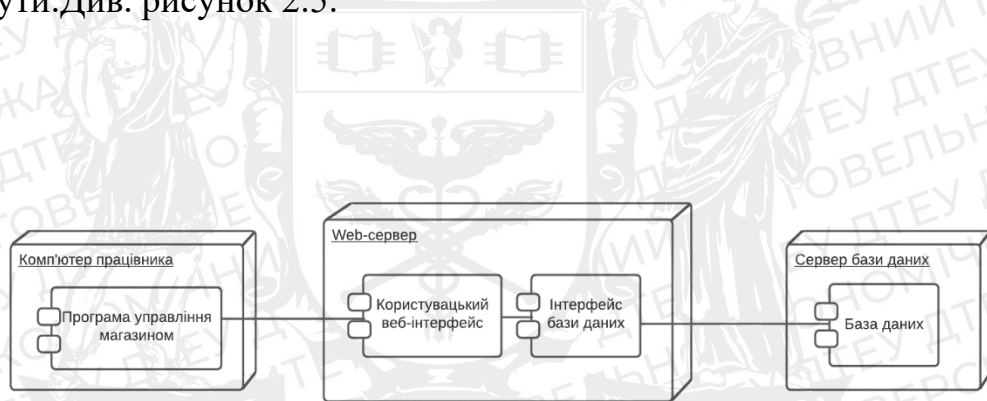 ути.Див. рисунок 2.5.
Web-сервер
Комп'ютер працівника
Сервер бази даних
Програма управління
магазином
Користувацький
веб-інтерфейс
Інтерфейс
бази даних
База даних